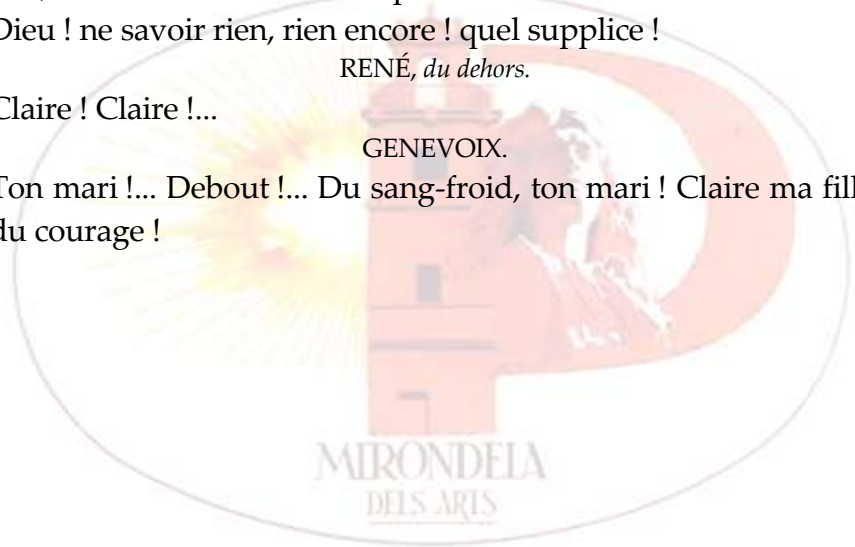 Dieu ! ne savoir rien, rien encore ! quel supplice !
RENÉ, du dehors.
Claire ! Claire !...
GENEVOIX.
Ton mari !... Debout !... Du sang-froid, ton mari ! Claire ma fill
du courage !
MIRONDELA
DELS ARTS